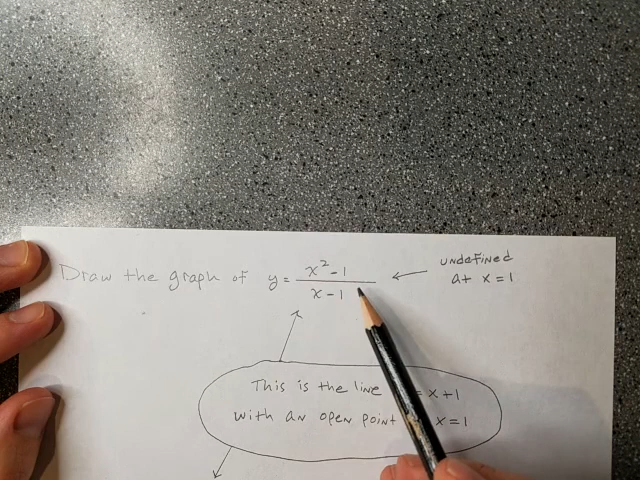 Draw the graph of y = x² - 1 / x - 1
undefined
at x = 1
This is the line = x + 1
with an open point x = 1